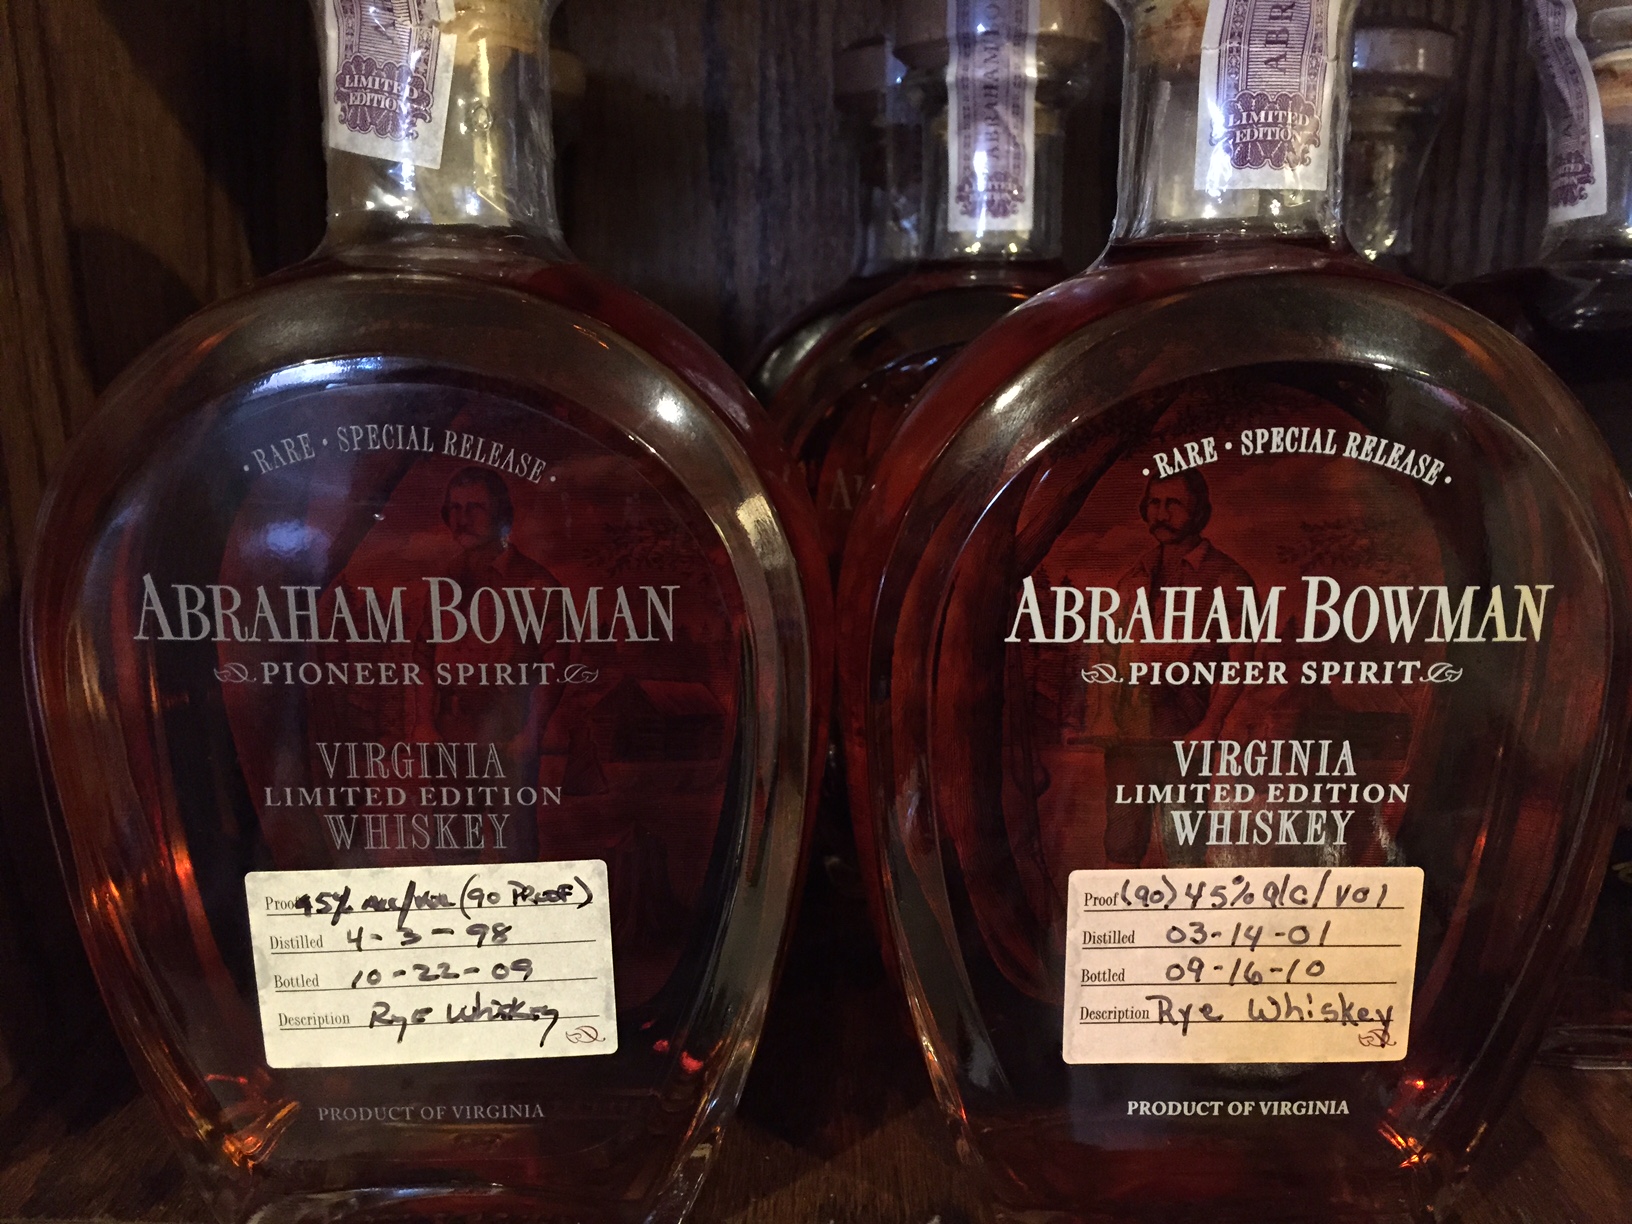 LIMITED
EDITION
· RARE · SPECIAL RELEASE ·
ABRAHAM BOWMAN
PIONEER SPIRIT
VIRGINIA
LIMITED EDITION
WHISKEY
Proof 45% Alc/Vol (90 Proof)
Distilled 4-3-98
Bottled 10-22-09
Description Rye Whiskey
PRODUCT OF VIRGINIA
ABRAHAM BO
ABR
LIMITED
EDITION
· RARE · SPECIAL RELEASE ·
ABRAHAM BOWMAN
PIONEER SPIRIT
VIRGINIA
LIMITED EDITION
WHISKEY
Proof (90) 45% alc/vol
Distilled 03-14-01
Bottled 09-16-10
Description Rye Whiskey
PRODUCT OF VIRGINIA